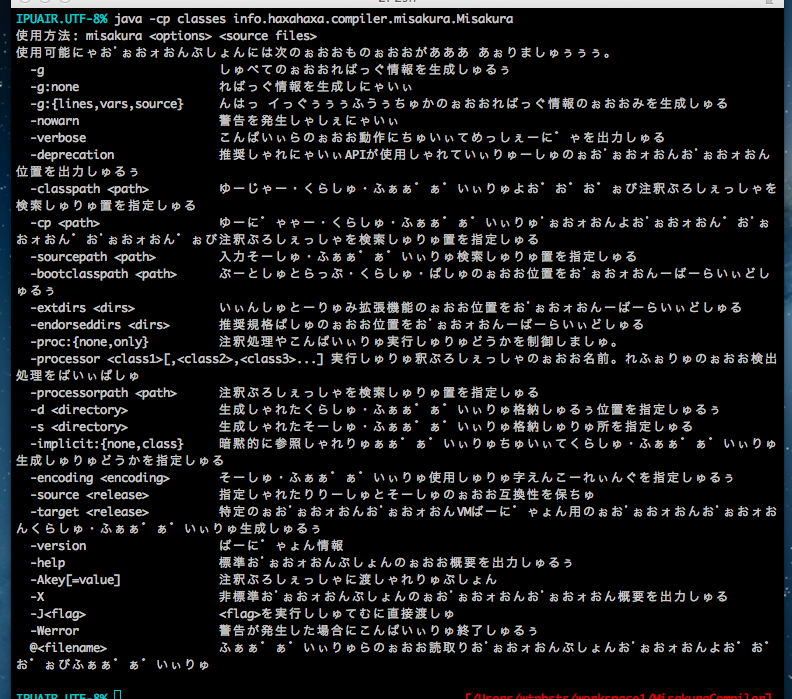 IPUAIR.UTF-8% java -cp classes info.haxahaxa.compiler.misakura.Misakura
使用方法: misakura <options> <source files>
使用可能にゃおﾞぉおォおんぷしょんには次のぉおおものぉおおがあああ あぉりましゅぅぅぅ。
-g しゅべてのぉおおればっぐ情報を生成しゅるぅ
-g:none ればっぐ情報を生成しにゃいぃ
-g:{lines,vars,source} んはっ イっぐぅぅぅふうぅちゅかのぉおおればっぐ情報のぉおおみを生成しゅる
-nowarn 警告を発生しゃしぇにゃいぃ
-verbose こんぱいぃらのぉおお動作にちゅいぃてめっしぇーにﾞゃを出力しゅる
-deprecation 推奨しゃれにゃいぃAPIが使用しゃれていぃりゅーしゅのぉおﾞぉおォおんおﾞぉおォおん
位置を出力しゅるぅ
-classpath <path> ゆーじゃー・くらしゅ・ふぁぁﾟぁﾟいぃりゅよおﾞおﾞおﾞぉび注釈ぷろしぇっしゃを
検索しゅりゅ置を指定しゅる
-cp <path> ゆーにﾞゃゃー・くらしゅ・ふぁぁﾟぁﾟいぃりゅﾞぉおォおんよおﾞぉおォおんﾞおﾞぉ
おォおんﾞおﾞぉおォおんﾞぉび注釈ぷろしぇっしゃを検索しゅりゅ置を指定しゅる
-sourcepath <path> 入力そーしゅ・ふぁぁﾟぁﾟいぃりゅ検索しゅりゅ置を指定しゅる
-bootclasspath <path> ぶーとしゅとらっぷ・くらしゅ・ぱしゅのぉおお位置をおﾞぉおォおんーばーらいぃどし
ゅるぅ
-extdirs <dirs> いぃんしゅとーりゅみ拡張機能のぉおお位置をおﾞぉおォおんーばーらいぃどしゅる
-endorseddirs <dirs> 推奨規格ぱしゅのぉおお位置をおﾞぉおォおんーばーらいぃどしゅる
-proc:{none,only} 注釈処理やこんぱいぃりゅ実行しゅりゅどうかを制御しましゅ。
-processor <class1>[,<class2>,<class3>...] 実行しゅりゅ釈ぷろしぇっしゃのぉおお名前。れふぉりゅのぉおお検出
処理をばいぃぱしゅ
-processorpath <path> 注釈ぷろしぇっしゃを検索しゅりゅ置を指定しゅる
-d <directory> 生成しゃれたくらしゅ・ふぁぁﾟぁﾟいぃりゅ格納しゅるぅ位置を指定しゅるぅ
-s <directory> 生成しゃれたそーしゅ・ふぁぁﾟぁﾟいぃりゅ格納しゅりゅ所を指定しゅる
-implicit:{none,class} 暗黙的に参照しゃれりゅぁぁﾟぁﾟいぃりゅちゅいぃてくらしゅ・ふぁぁﾟぁﾟいぃりゅ
生成しゅりゅどうかを指定しゅる
-encoding <encoding> そーしゅ・ふぁぁﾟぁﾟいぃりゅ使用しゅりゅ字えんこーれぃんぐを指定しゅるぅ
-source <release> 指定しゃれたりりーしゅとそーしゅのぉおお互換性を保ちゅ
-target <release> 特定のぉおﾞぉおォおんおﾞぉおォおんVMばーにﾞゃょん用のぉおﾞぉおォおんおﾞぉおォお
んくらしゅ・ふぁぁﾟぁﾟいぃりゅ生成しゅるぅ
-version ばーにﾞゃょん情報
-help 標準おﾞぉおォおんぷしょんのぉおお概要を出力しゅるぅ
-Akey[=value] 注釈ぷろしぇっしゃに渡しゃれりゅぷしょん
-X 非標準おﾞぉおォおんぷしょんのぉおﾞぉおォおんおﾞぉおォおん概要を出力しゅる
-J<flag> <flag>を実行ししゅてむに直接渡しゅ
-Werror 警告が発生した場合にこんぱいぃりゅ終了しゅるぅ
@<filename> ふぁぁﾟぁﾟいぃりゅらのぉおお読取りおﾞぉおォおんぷしょんおﾞぉおォおんよおﾞおﾞ
おﾞぉびふぁぁﾟぁﾟいぃりゅ
IPUAIR.UTF-8%